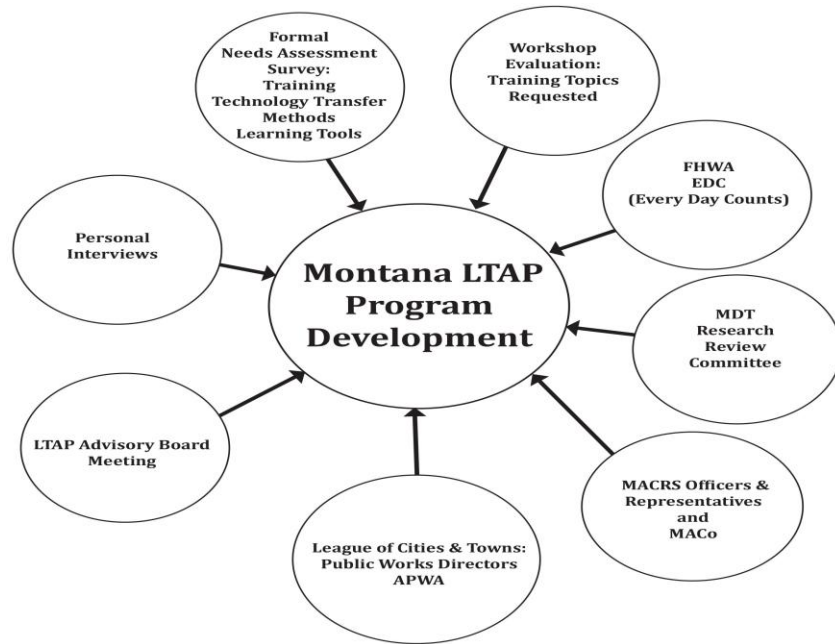 Formal
Needs Assessment
Survey:
Training
Technology Transfer
Methods
Learning Tools
Workshop
Evaluation:
Training Topics
Requested
FHWA
EDC
(Every Day Counts)
Personal
Interviews
Montana LTAP
Program
Development
MDT
Research
Review
Committee
LTAP Advisory Board
Meeting
MACRS Officers &
Representatives
and
MACo
League of Cities & Towns:
Public Works Directors
APWA